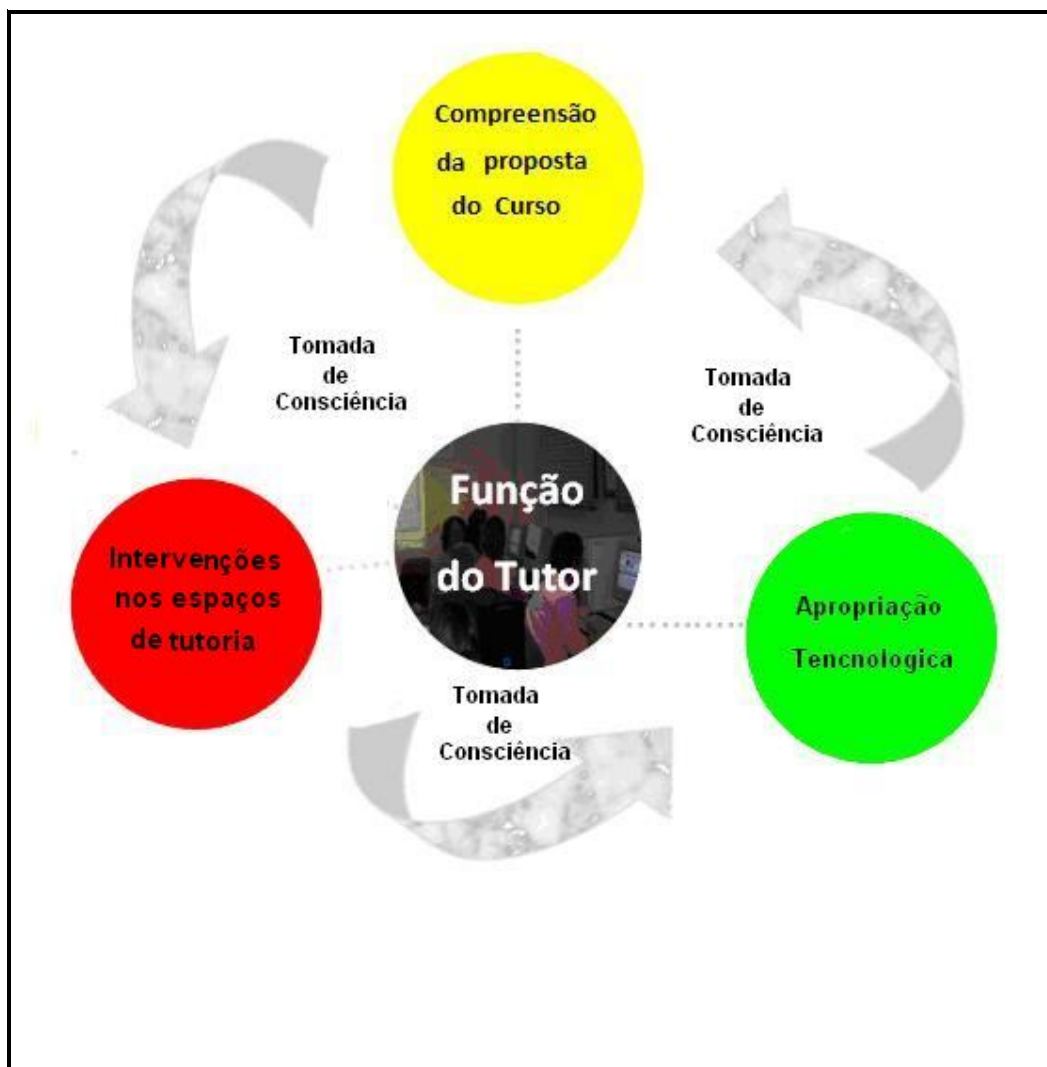 Compreensão
da proposta
do Curso
Tomada
de
Consciência
Tomada
de
Consciência
Função
do Tutor
Intervenções
nos espaços
de tutoria
Apropriação
Tencnologica
Tomada
de
Consciência